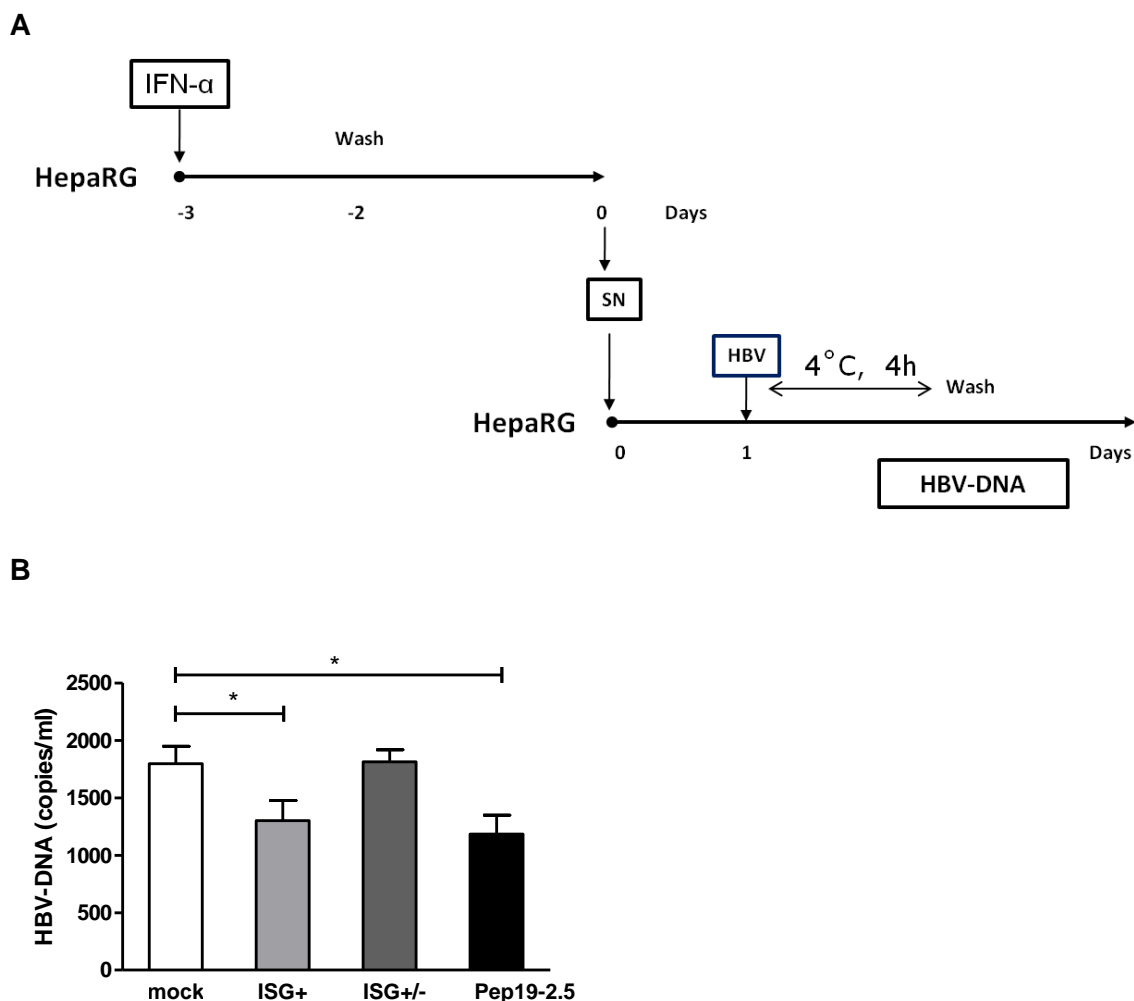 A
IFN-α
Wash
HepaRG
-3 -2 0 Days
SN
HBV
4°C, 4h Wash
HepaRG
0 1 Days
HBV-DNA
B
*
*
HBV-DNA (copies/ml)
2500
2000
1500
1000
500
0
mock ISG+ ISG+/- Pep19-2.5